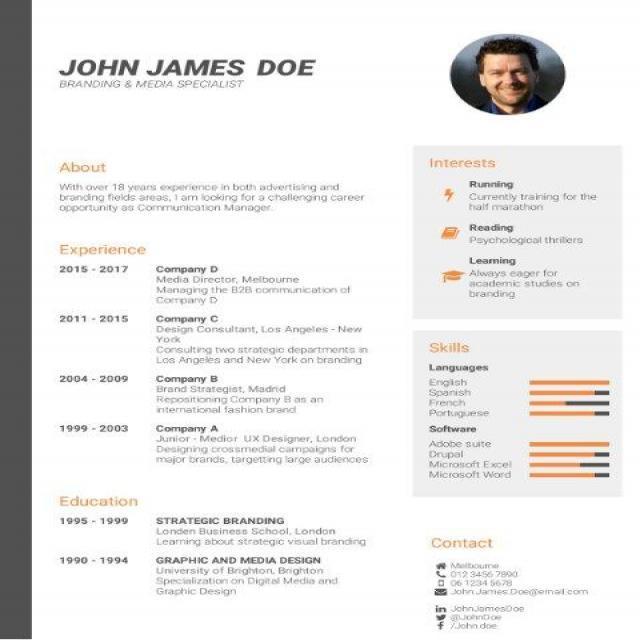 JOHN JAMES DOE
BRANDING & MEDIA SPECIALIST
About
With over 18 years experience in both advertising and
branding fields areas, I am looking for a challenging career
opportunity as Communication Manager.
Experience
2015 - 2017 Company D
Media Director, Melbourne
Managing the B2B communication of
Company D
2011 - 2015 Company C
Design Consultant, Los Angeles - New
York
Consulting two strategic departments in
Los Angeles and New York on branding
2004 - 2009 Company B
Brand Strategist, Madrid
Repositioning Company B as an
international fashion brand
1999 - 2003 Company A
Junior - Medior UX Designer, London
Designing crossmedial campaigns for
major brands, targetting large audiences
Education
1995 - 1999 STRATEGIC BRANDING
Londen Business School, London
Learning about strategic visual branding
1990 - 1994 GRAPHIC AND MEDIA DESIGN
University of Brighton, Brighton
Specialization on Digital Media and
Graphic Design
Interests
Running
Currently training for the
half marathon
Reading
Psychological thrillers
Learning
Always eager for
academic studies on
branding
Skills
Languages
English
Spanish
French
Portuguese
Software
Adobe suite
Drupal
Microsoft Excel
Microsoft Word
Contact
Melbourne
012 3456 7890
06 1234 5678
John.James.Doe@email.com
JohnJamesDoe
@JohnDoe
/John.doe